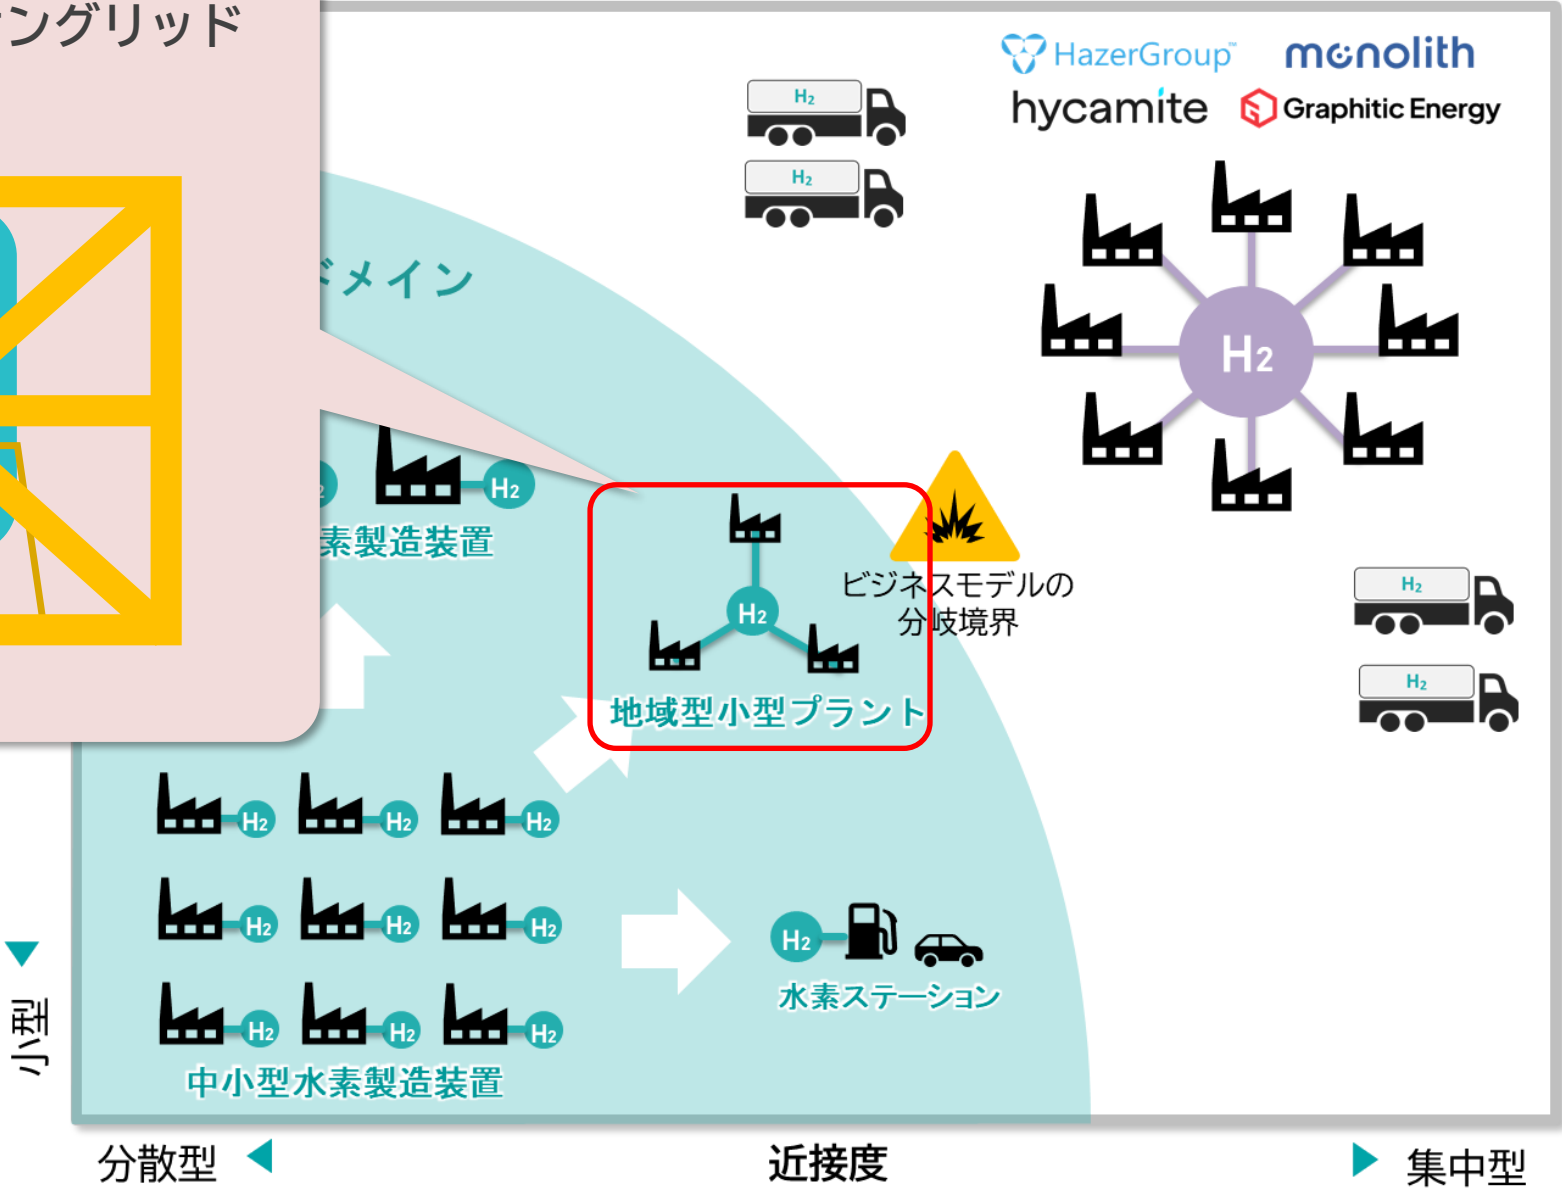 ングリッド
HazerGroup™
monolith
hycamite
Graphitic Energy
H₂
H₂
ドメイン
H₂
H₂
素製造装置
ビジネスモデルの
分岐境界
H₂
地域型小型プラント
H₂
H₂
H₂ H₂ H₂
H₂ H₂ H₂
H₂
水素ステーション
H₂ H₂ H₂
中小型水素製造装置
小型
分散型
近接度
集中型